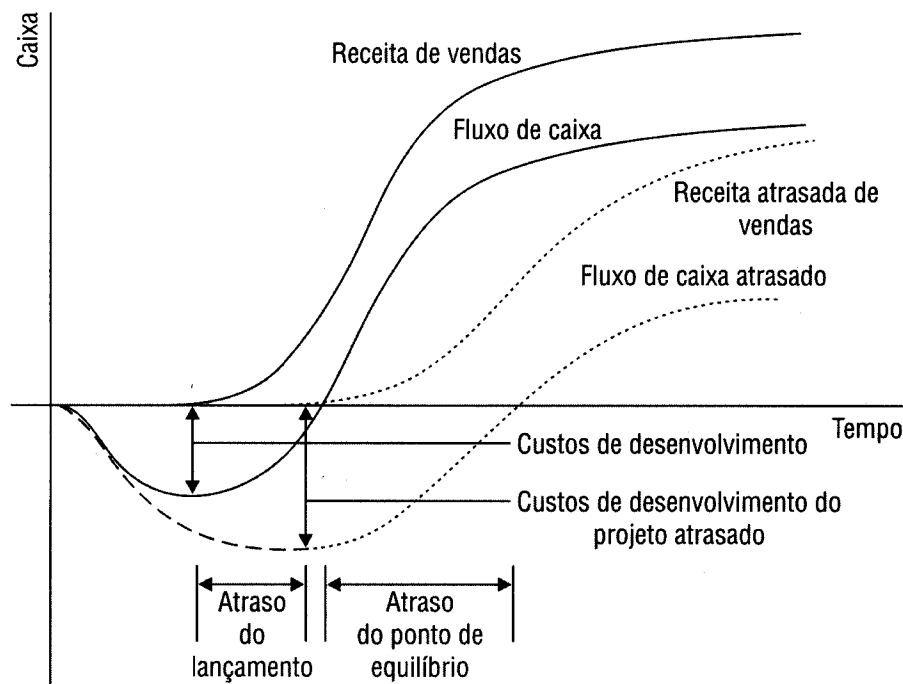 Caixa
Receita de vendas
Fluxo de caixa
Receita atrasada de
vendas
Fluxo de caixa atrasado
Tempo
Custos de desenvolvimento
Custos de desenvolvimento do
projeto atrasado
Atraso
do
lançamento
Atraso
do ponto de
equilíbrio